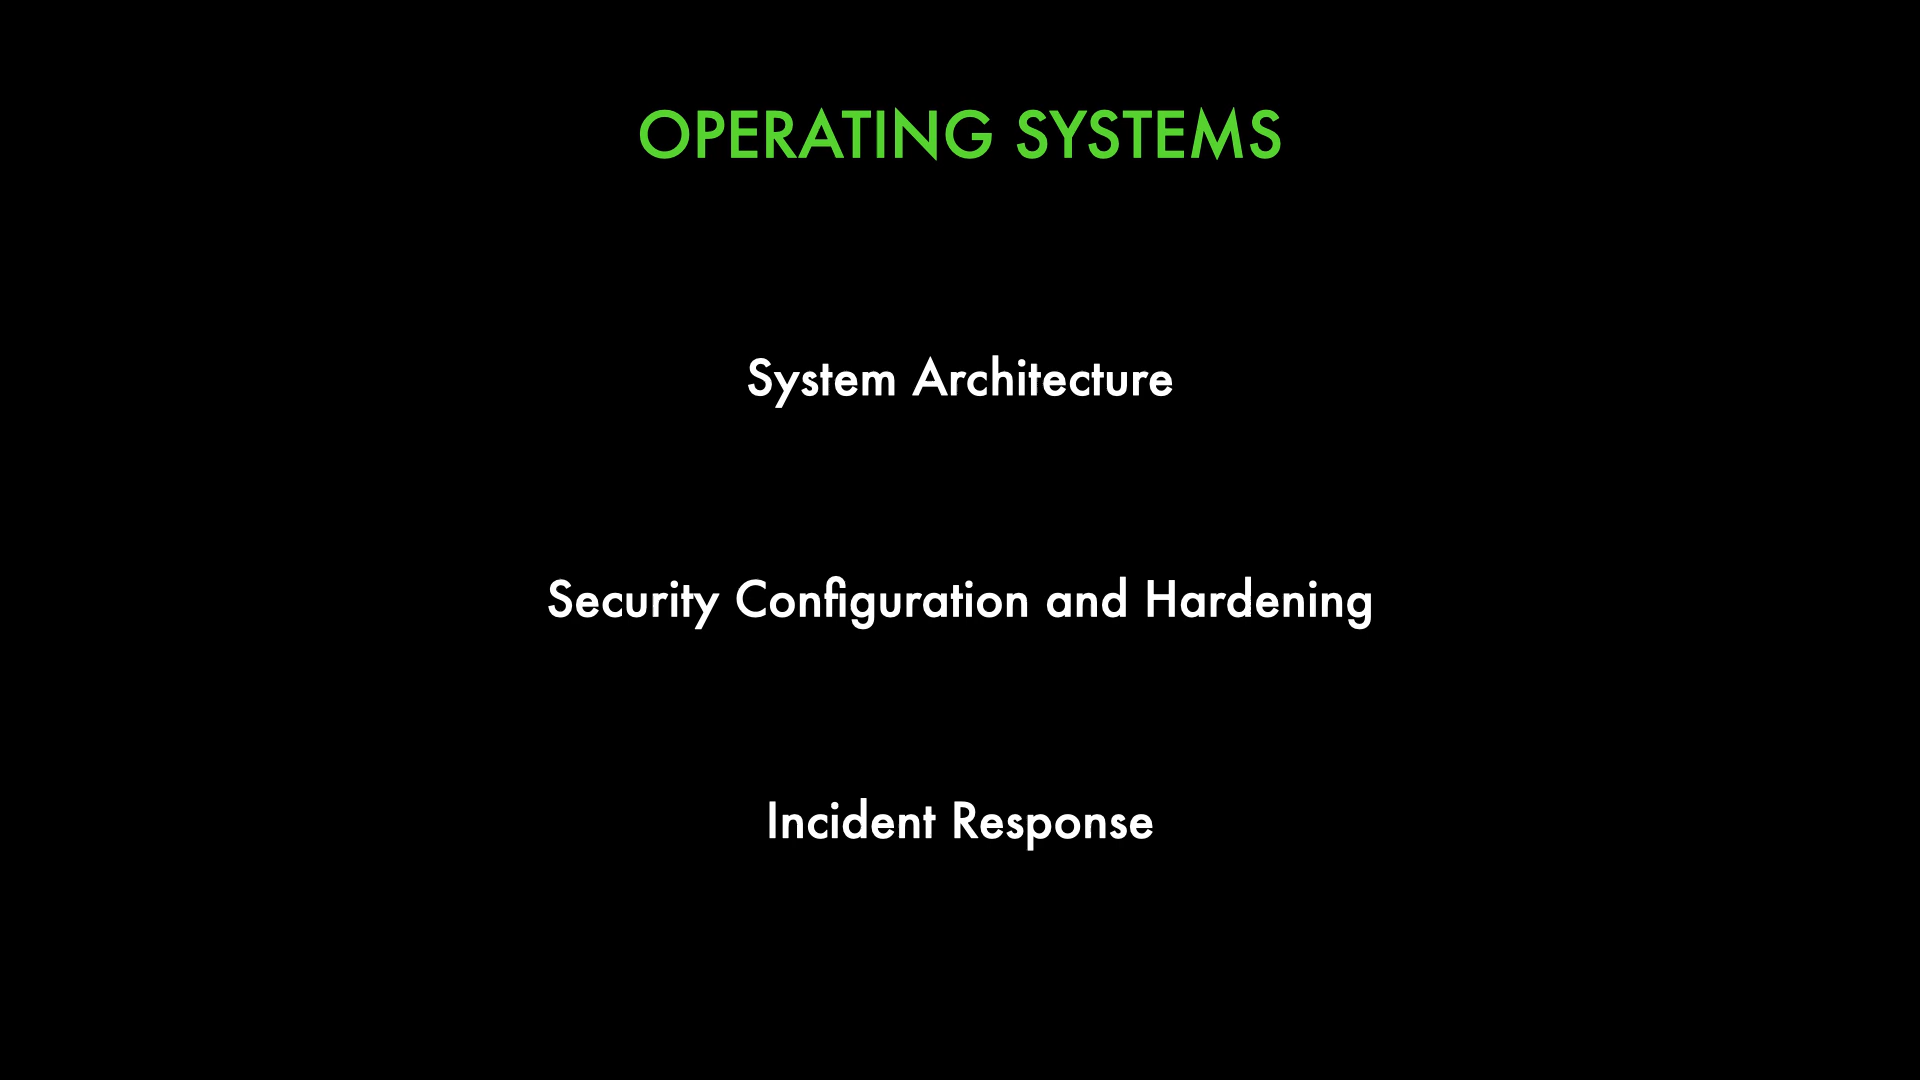 OPERATING SYSTEMS
System Architecture
Security Configuration and Hardening
Incident Response